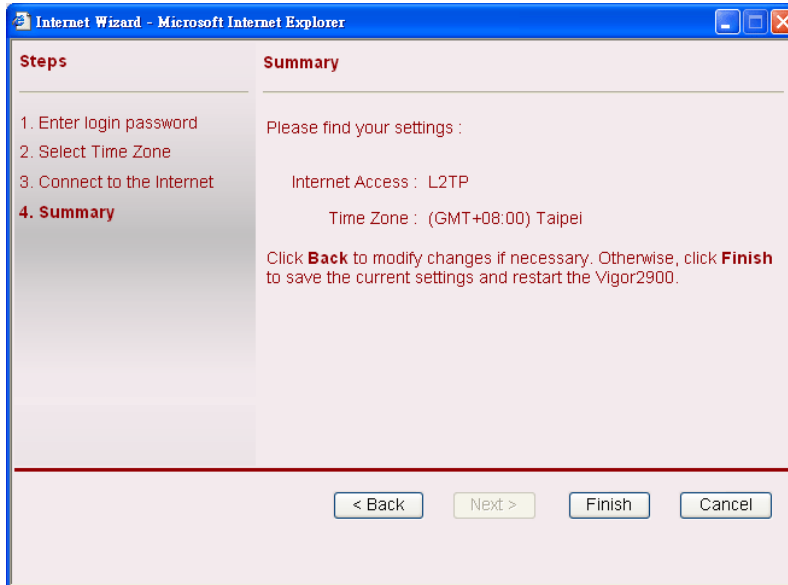 Internet Wizard - Microsoft Internet Explorer
Steps
1. Enter login password
2. Select Time Zone
3. Connect to the Internet
4. Summary
Summary
Please find your settings :
Internet Access : L2TP
Time Zone : (GMT+08:00) Taipei
Click Back to modify changes if necessary. Otherwise, click Finish
to save the current settings and restart the Vigor2900.
< Back
Next >
Finish
Cancel